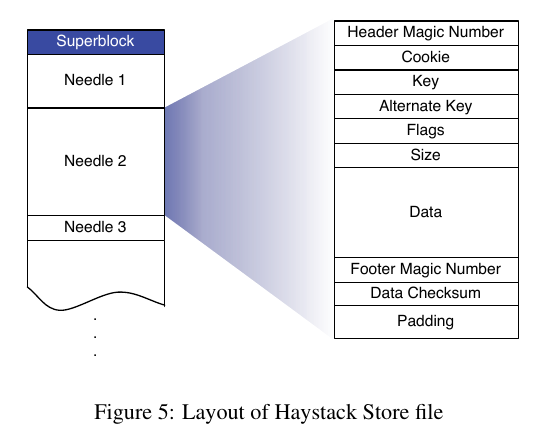 Superblock
Needle 1
Needle 2
Needle 3
.
.
.
Header Magic Number
Cookie
Key
Alternate Key
Flags
Size
Data
Footer Magic Number
Data Checksum
Padding
Figure 5: Layout of Haystack Store file